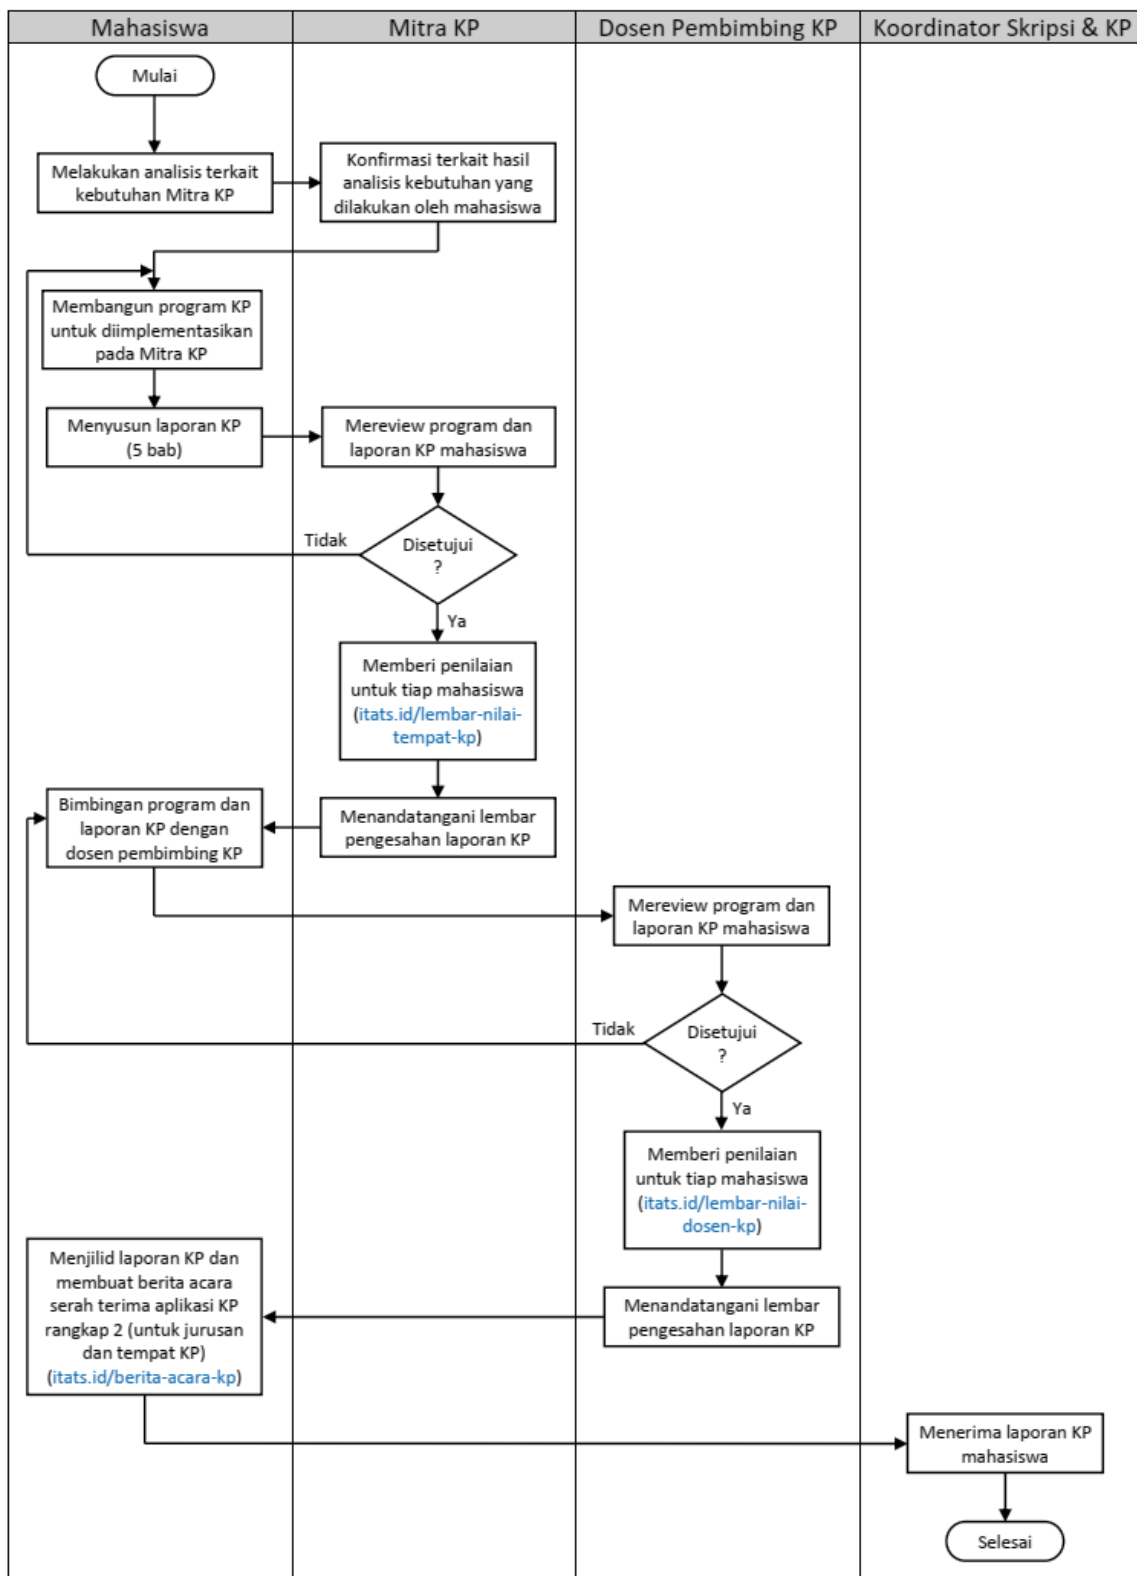 Mahasiswa
Mitra KP
Dosen Pembimbing KP
Koordinator Skripsi & KP
Mulai
Melakukan analisis terkait
kebutuhan Mitra KP
Konfirmasi terkait hasil
analisis kebutuhan yang
dilakukan oleh mahasiswa
Membangun program KP
untuk diimplementasikan
pada Mitra KP
Menyusun laporan KP
(5 bab)
Mereview program dan
laporan KP mahasiswa
Disetujui
?
Tidak
Ya
Memberi penilaian
untuk tiap mahasiswa
(itats.id/lembar-nilai-
tempat-kp)
Menandatangani lembar
pengesahan laporan KP
Bimbingan program dan
laporan KP dengan
dosen pembimbing KP
Mereview program dan
laporan KP mahasiswa
Disetujui
?
Tidak
Ya
Memberi penilaian
untuk tiap mahasiswa
(itats.id/lembar-nilai-
dosen-kp)
Menandatangani lembar
pengesahan laporan KP
Menjilid laporan KP dan
membuat berita acara
serah terima aplikasi KP
rangkap 2 (untuk jurusan
dan tempat KP)
(itats.id/berita-acara-kp)
Menerima laporan KP
mahasiswa
Selesai